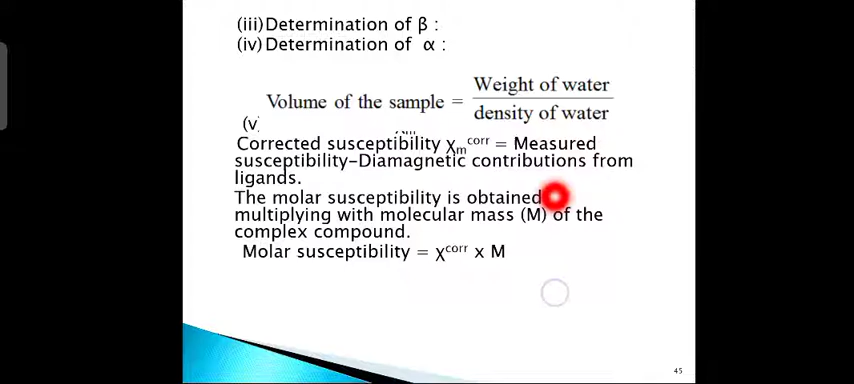 (iii) Determination of β :
(iv) Determination of α :
Volume of the sample = Weight of water / density of water
(v)
Corrected susceptibility χₘᶜᵒʳʳ = Measured
susceptibility-Diamagnetic contributions from
ligands.
The molar susceptibility is obtained
multiplying with molecular mass (M) of the
complex compound.
Molar susceptibility = χᶜᵒʳʳ x M
45